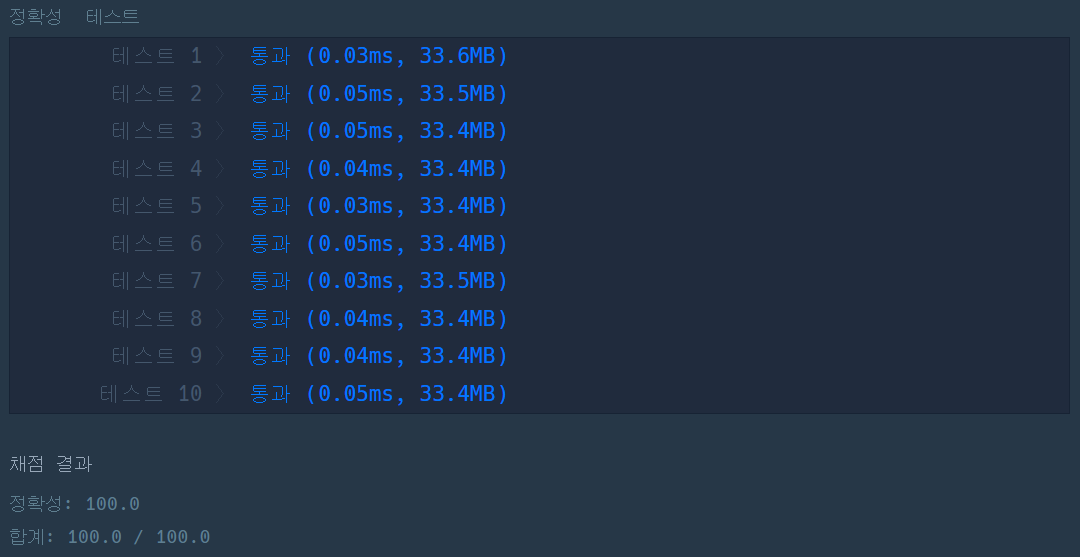 정확성 테스트
테스트 1 〉 통과 (0.03ms, 33.6MB)
테스트 2 〉 통과 (0.05ms, 33.5MB)
테스트 3 〉 통과 (0.05ms, 33.4MB)
테스트 4 〉 통과 (0.04ms, 33.4MB)
테스트 5 〉 통과 (0.03ms, 33.4MB)
테스트 6 〉 통과 (0.05ms, 33.4MB)
테스트 7 〉 통과 (0.03ms, 33.5MB)
테스트 8 〉 통과 (0.04ms, 33.4MB)
테스트 9 〉 통과 (0.04ms, 33.4MB)
테스트 10 〉 통과 (0.05ms, 33.4MB)
채점 결과
정확성: 100.0
합계: 100.0 / 100.0